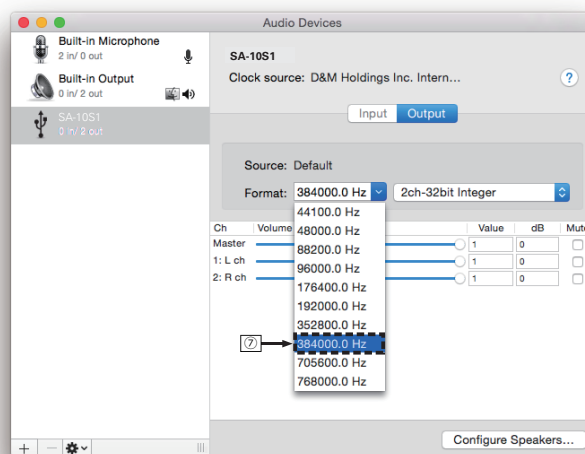 Audio Devices
Built-in Microphone
2 in/ 0 out
Built-in Output
0 in/ 2 out
SA-10S1
0 in/ 2 out
SA-10S1
Clock source: D&M Holdings Inc. Intern...
?
Input Output
Source: Default
Format: 384000.0 Hz 2ch-32bit Integer
44100.0 Hz
48000.0 Hz
88200.0 Hz
96000.0 Hz
176400.0 Hz
192000.0 Hz
352800.0 Hz
⑦ 384000.0 Hz
705600.0 Hz
768000.0 Hz
Ch Volume Value dB Mute
Master 1 0
1: L ch 1 0
2: R ch 1 0
Configure Speakers...